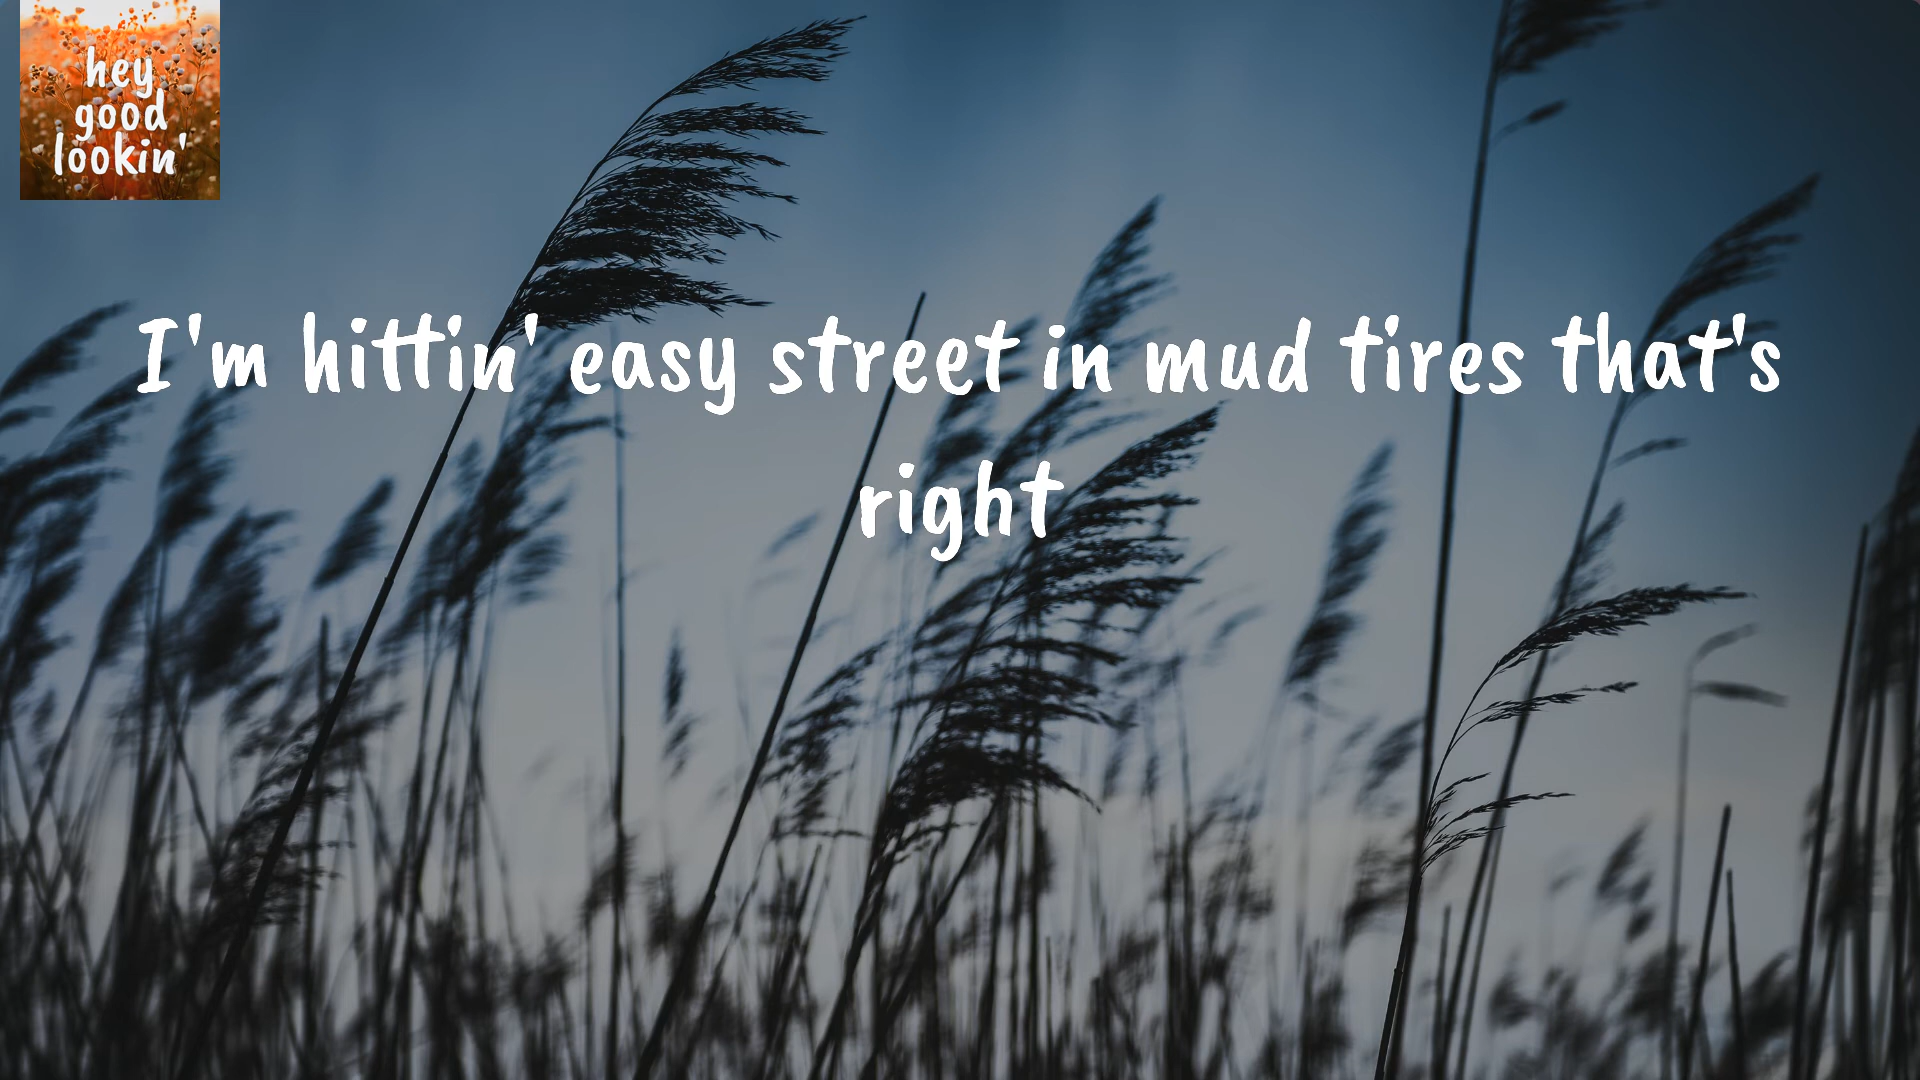 hey
good
lookin'
I'm hittin' easy street in mud tires that's
right